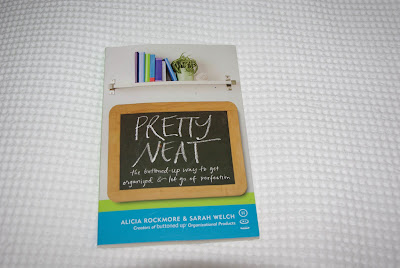 PRETTY
NEAT
the buttoned-up way to get
organized & let go of perfection
ALICIA ROCKMORE & SARAH WELCH
Creators of buttoned up Organizational Products